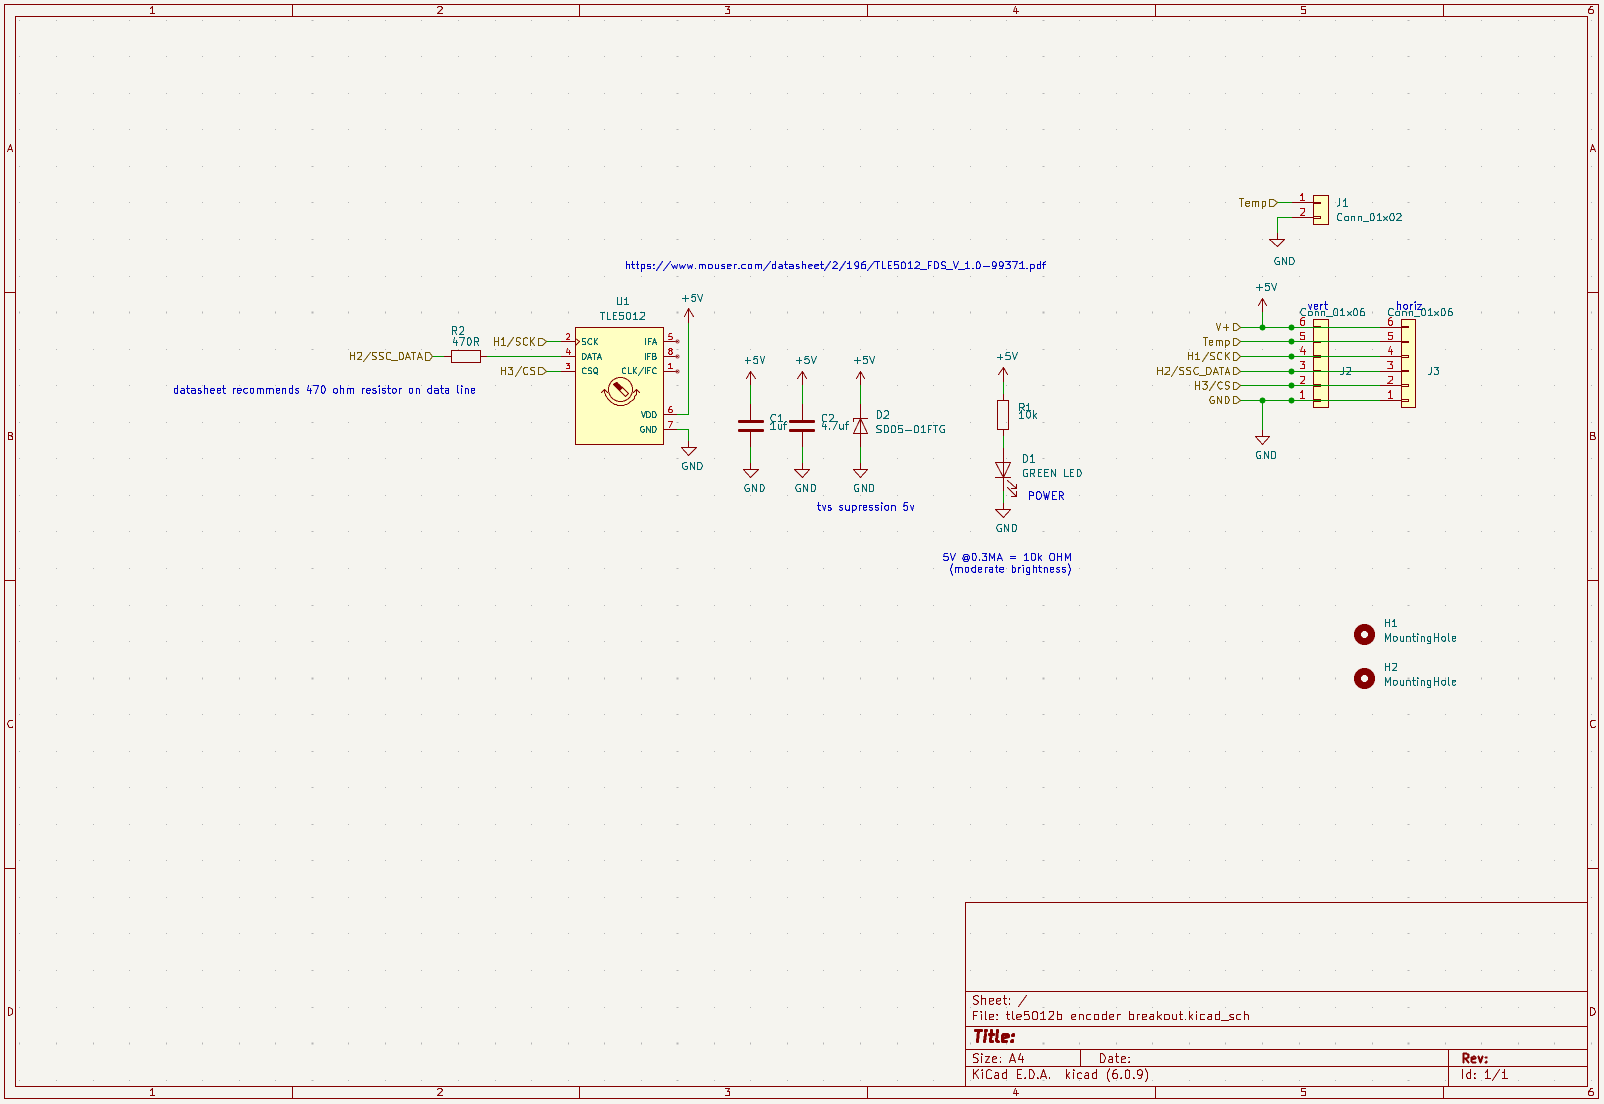 1 2 3 4 5 6
A A
Temp 1 J1
2 Conn_01x02
GND
https://www.mouser.com/datasheet/2/196/TLE5012_FDS_V_1.0-99371.pdf
+5V
vert horiz
Conn_01x06 Conn_01x06
V+ 6 6
Temp 5 5
H1/SCK 4 4
H2/SSC_DATA 3 J2 3 J3
H3/CS 2 2
GND 1 1
GND
U1
TLE5012
+5V
R2
470R
H1/SCK 2 SCK IFA 5
H2/SSC_DATA 4 DATA IFB 8
H3/CS 3 CSQ CLK/IFC 1
VDD 6
GND 7
GND
datasheet recommends 470 ohm resistor on data line
+5V +5V +5V
C1
1uf
C2
4.7uf
D2
SD05-01FTG
GND GND GND
tvs supression 5v
+5V
R1
10k
D1
GREEN LED
POWER
GND
5V @0.3MA = 10k OHM
(moderate brightness)
B B
H1
MountingHole
H2
MountingHole
C C
D D
Sheet: /
File: tle5012b encoder breakout.kicad_sch
Title:
Size: A4 Date: Rev:
KiCad E.D.A. kicad (6.0.9) Id: 1/1
1 2 3 4 5 6